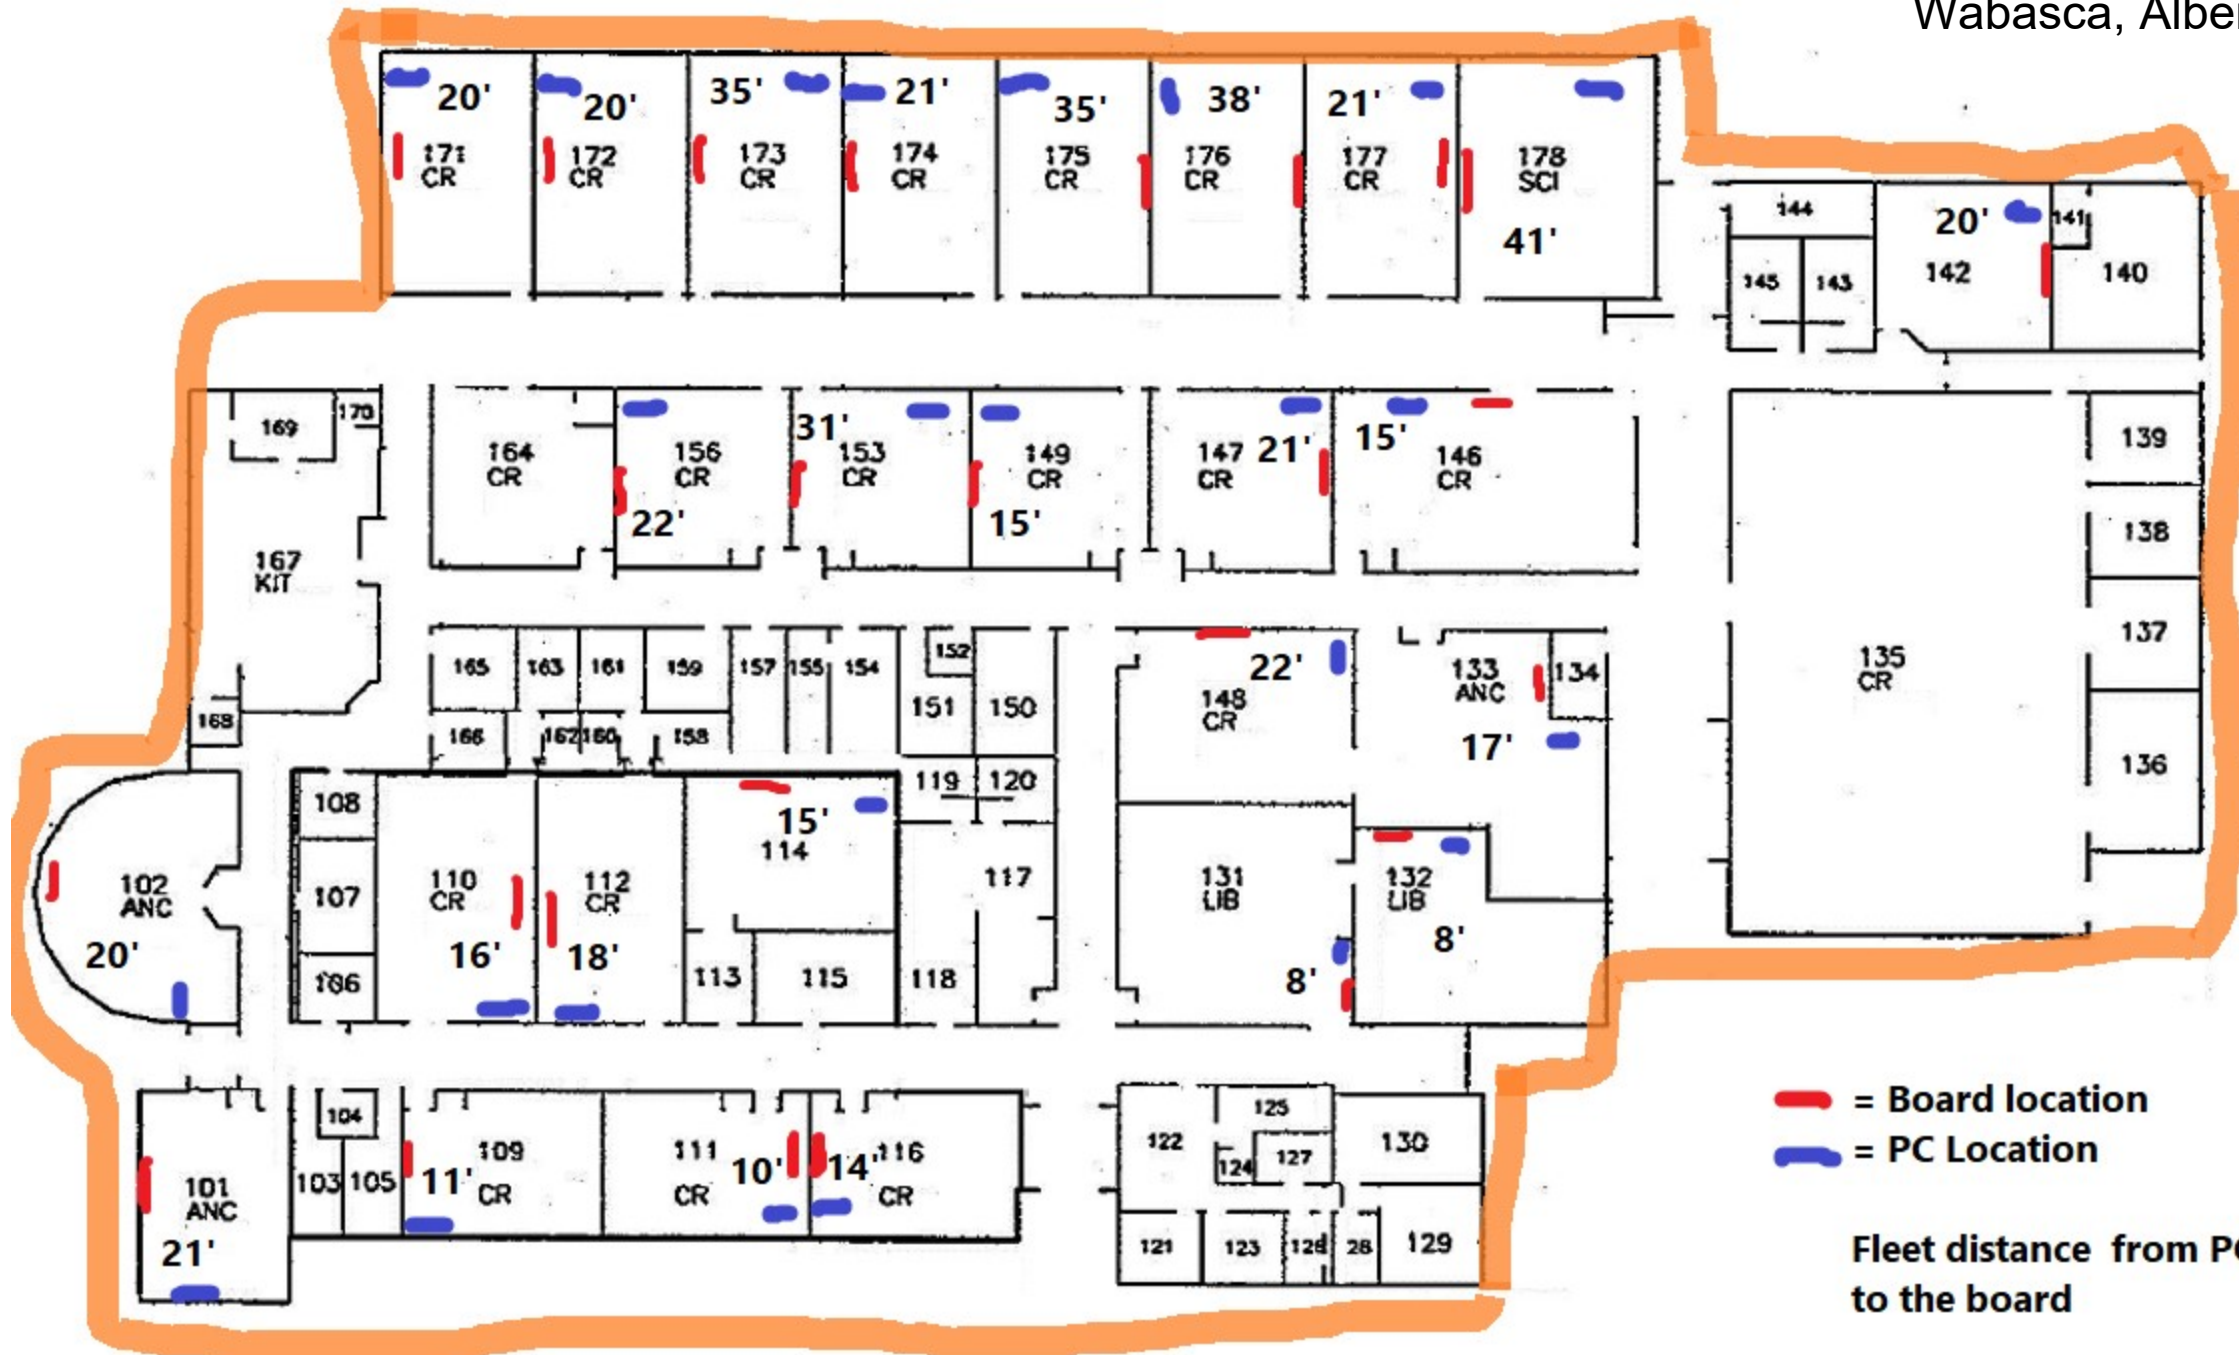 Wabasca, Alber
20' 20' 35' 21' 35' 38' 21'
171 172 173 174 175 176 177 178
CR CR CR CR CR CR CR SCI
41'
144 20' 141
145 143 142 140
169 170
164 156 31' 153 149 147 21' 15' 146 139
CR CR CR CR CR CR
22' 15' 138
167
KIT
165 163 161 159 157 155 154 152 22' 133 134 137
ANC
148
CR
135
CR
168 166 162 160 158 151 150 17' 136
108 119 120
15'
114
102 107 110 112 117 131 132
ANC CR CR LIB LIB
20' 16' 18' 8'
106 113 115 118 8'
104 125
= Board location
109 111 10' 14' 116 122 127 130
= PC Location
101 103 105 11' CR CR CR 124
ANC
21' 121 123 28 129
Fleet distance from P
to the board